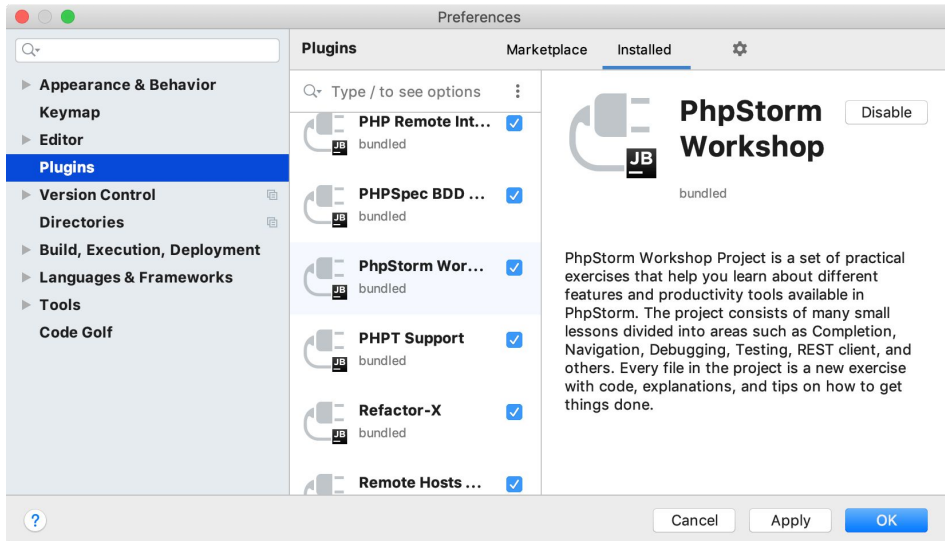 Preferences
Plugins
Marketplace
Installed
Appearance & Behavior
Keymap
Editor
Plugins
Version Control
Directories
Build, Execution, Deployment
Languages & Frameworks
Tools
Code Golf
Type / to see options
PHP Remote Int...
JB
bundled
PHPSpec BDD ...
JB
bundled
PhpStorm Wor...
JB
bundled
PHPT Support
JB
bundled
Refactor-X
JB
bundled
Remote Hosts ...
JB
PhpStorm
Workshop
Disable
bundled
PhpStorm Workshop Project is a set of practical
exercises that help you learn about different
features and productivity tools available in
PhpStorm. The project consists of many small
lessons divided into areas such as Completion,
Navigation, Debugging, Testing, REST client, and
others. Every file in the project is a new exercise
with code, explanations, and tips on how to get
things done.
?
Cancel
Apply
OK